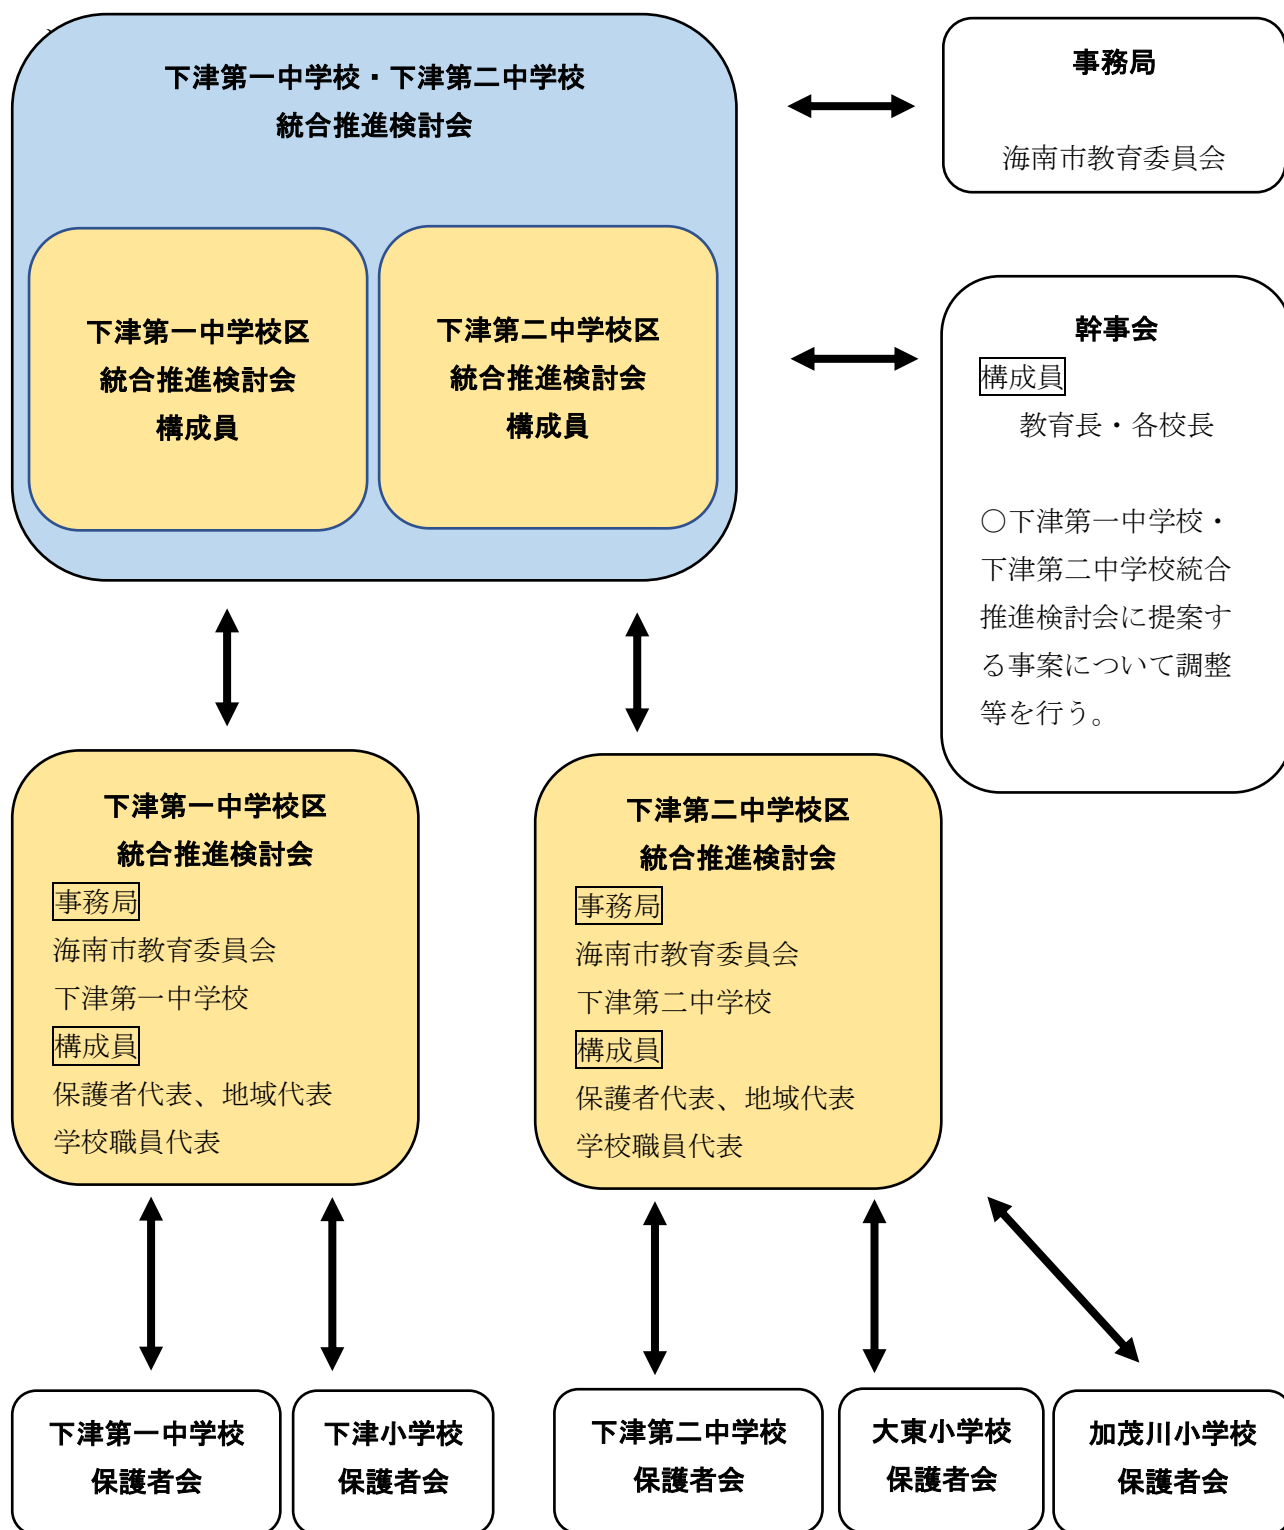 下津第一中学校・下津第二中学校
統合推進検討会
下津第一中学校区
統合推進検討会
構成員
下津第二中学校区
統合推進検討会
構成員
事務局
海南市教育委員会
幹事会
構成員
教育長・各校長
○下津第一中学校・
下津第二中学校統合
推進検討会に提案す
る事案について調整
等を行う。
下津第一中学校区
統合推進検討会
事務局
海南市教育委員会
下津第一中学校
構成員
保護者代表、地域代表
学校職員代表
下津第二中学校区
統合推進検討会
事務局
海南市教育委員会
下津第二中学校
構成員
保護者代表、地域代表
学校職員代表
下津第一中学校
保護者会
下津小学校
保護者会
下津第二中学校
保護者会
大東小学校
保護者会
加茂川小学校
保護者会